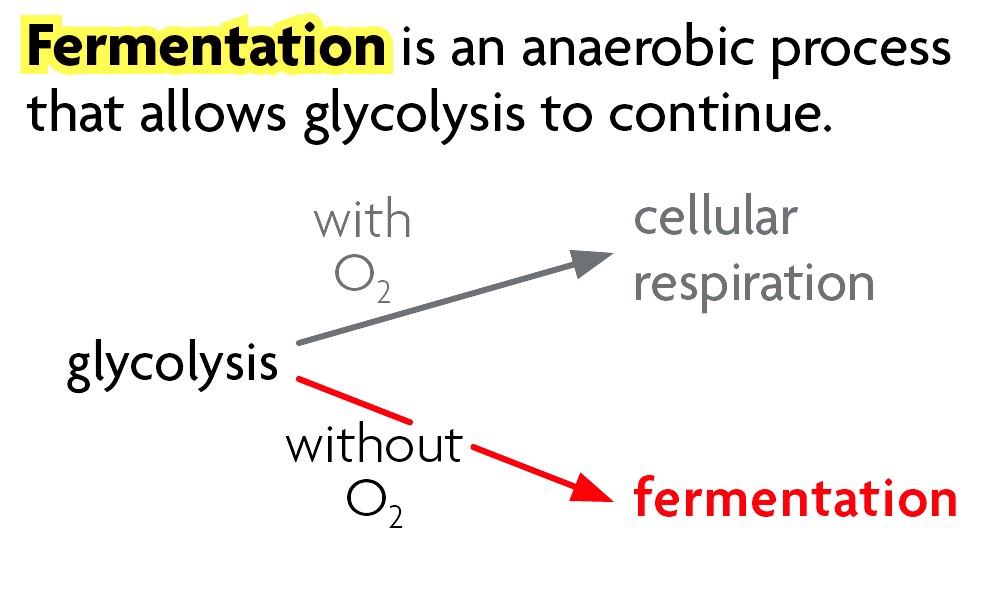 Fermentation is an anaerobic process
that allows glycolysis to continue.
with
O₂
cellular
respiration
glycolysis
without
O₂
fermentation